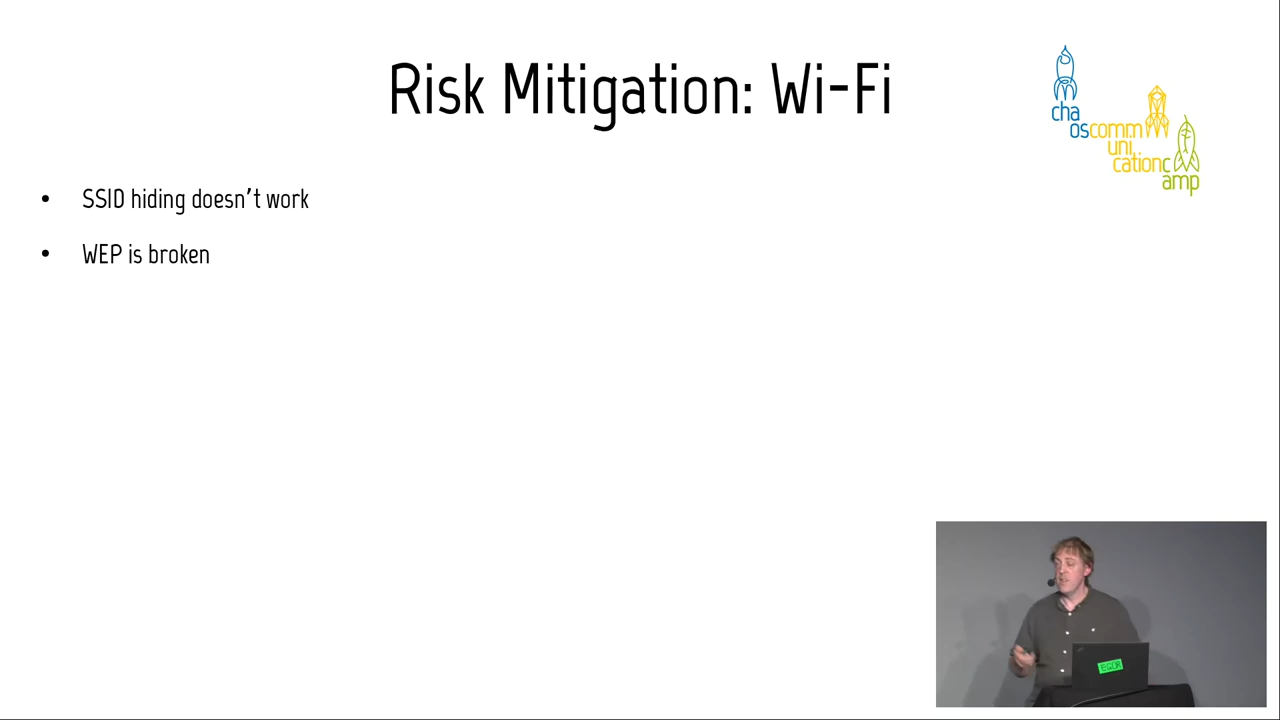 Risk Mitigation: Wi-Fi
cha
oscomm
uni
cationc
amp
• SSID hiding doesn't work
• WEP is broken